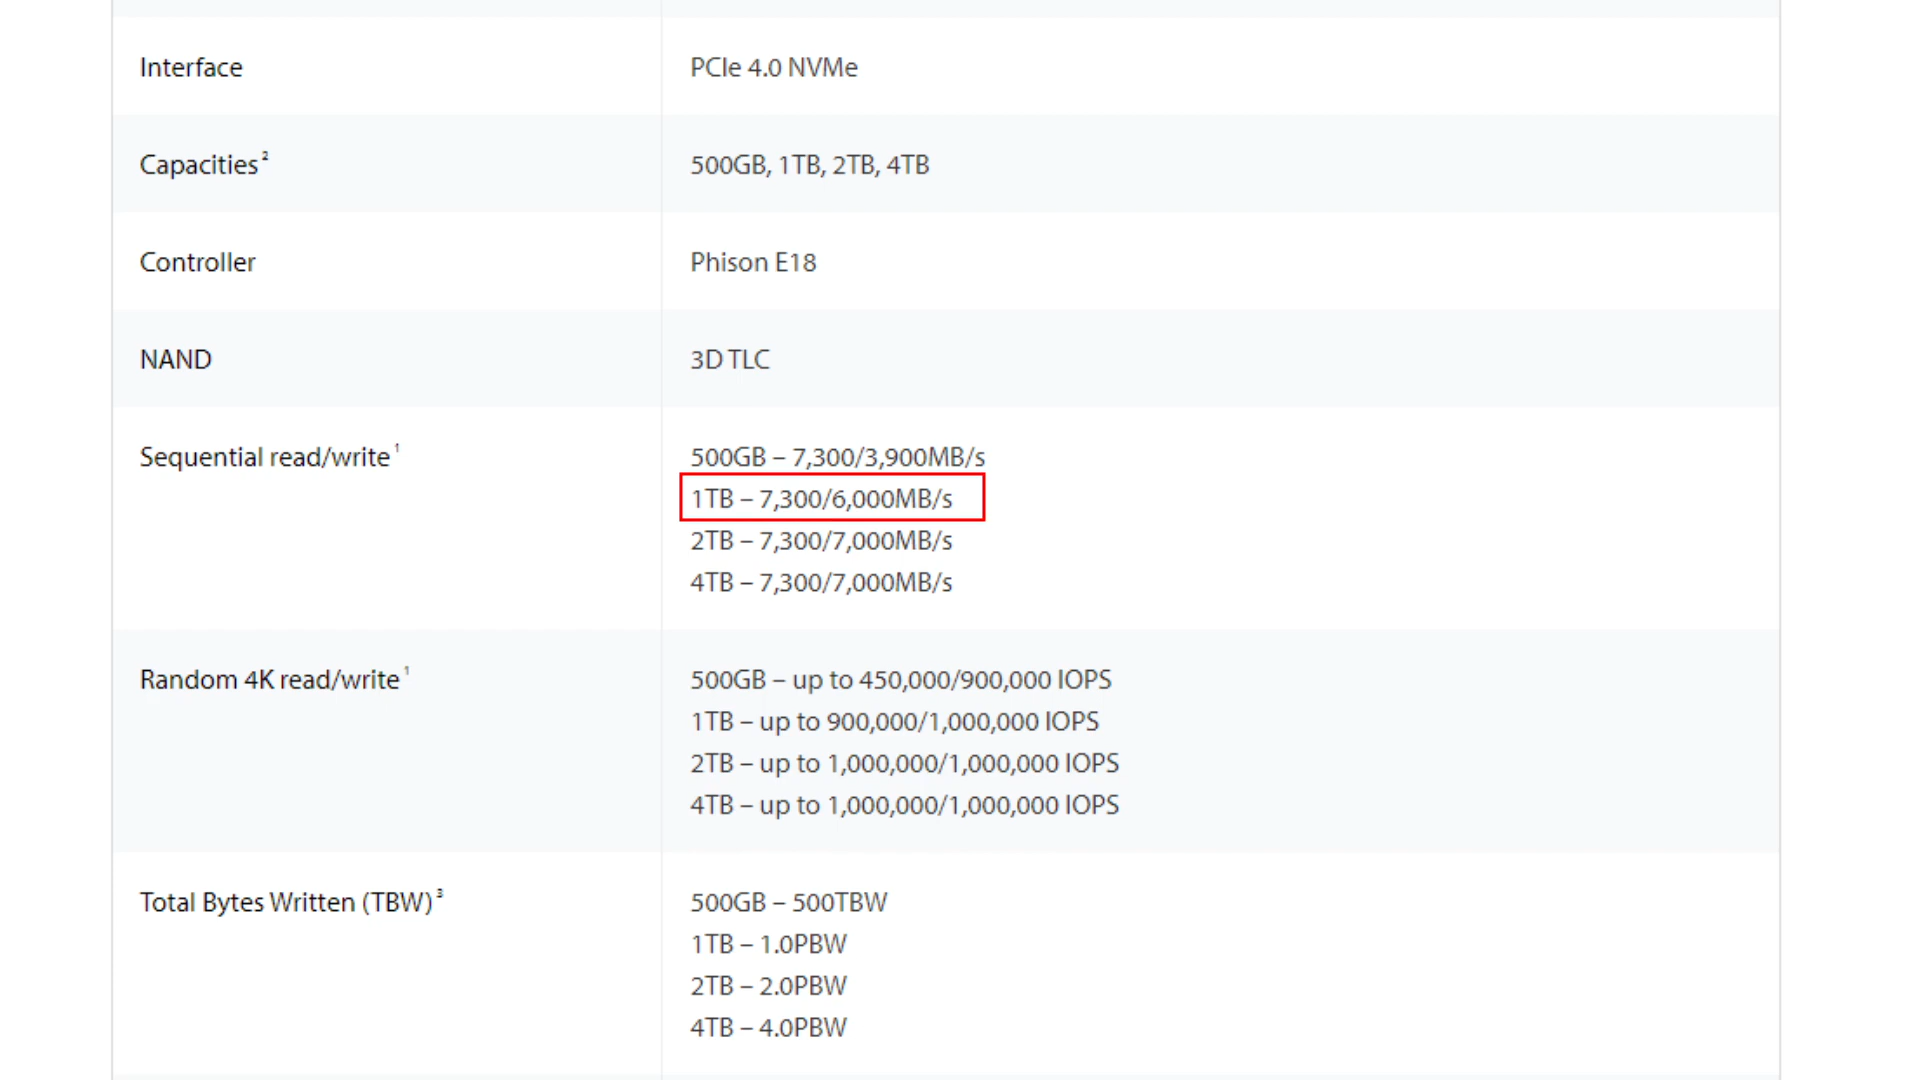 Interface
PCIe 4.0 NVMe
Capacities²
500GB, 1TB, 2TB, 4TB
Controller
Phison E18
NAND
3D TLC
Sequential read/write¹
500GB – 7,300/3,900MB/s
1TB – 7,300/6,000MB/s
2TB – 7,300/7,000MB/s
4TB – 7,300/7,000MB/s
Random 4K read/write¹
500GB – up to 450,000/900,000 IOPS
1TB – up to 900,000/1,000,000 IOPS
2TB – up to 1,000,000/1,000,000 IOPS
4TB – up to 1,000,000/1,000,000 IOPS
Total Bytes Written (TBW)³
500GB – 500TBW
1TB – 1.0PBW
2TB – 2.0PBW
4TB – 4.0PBW